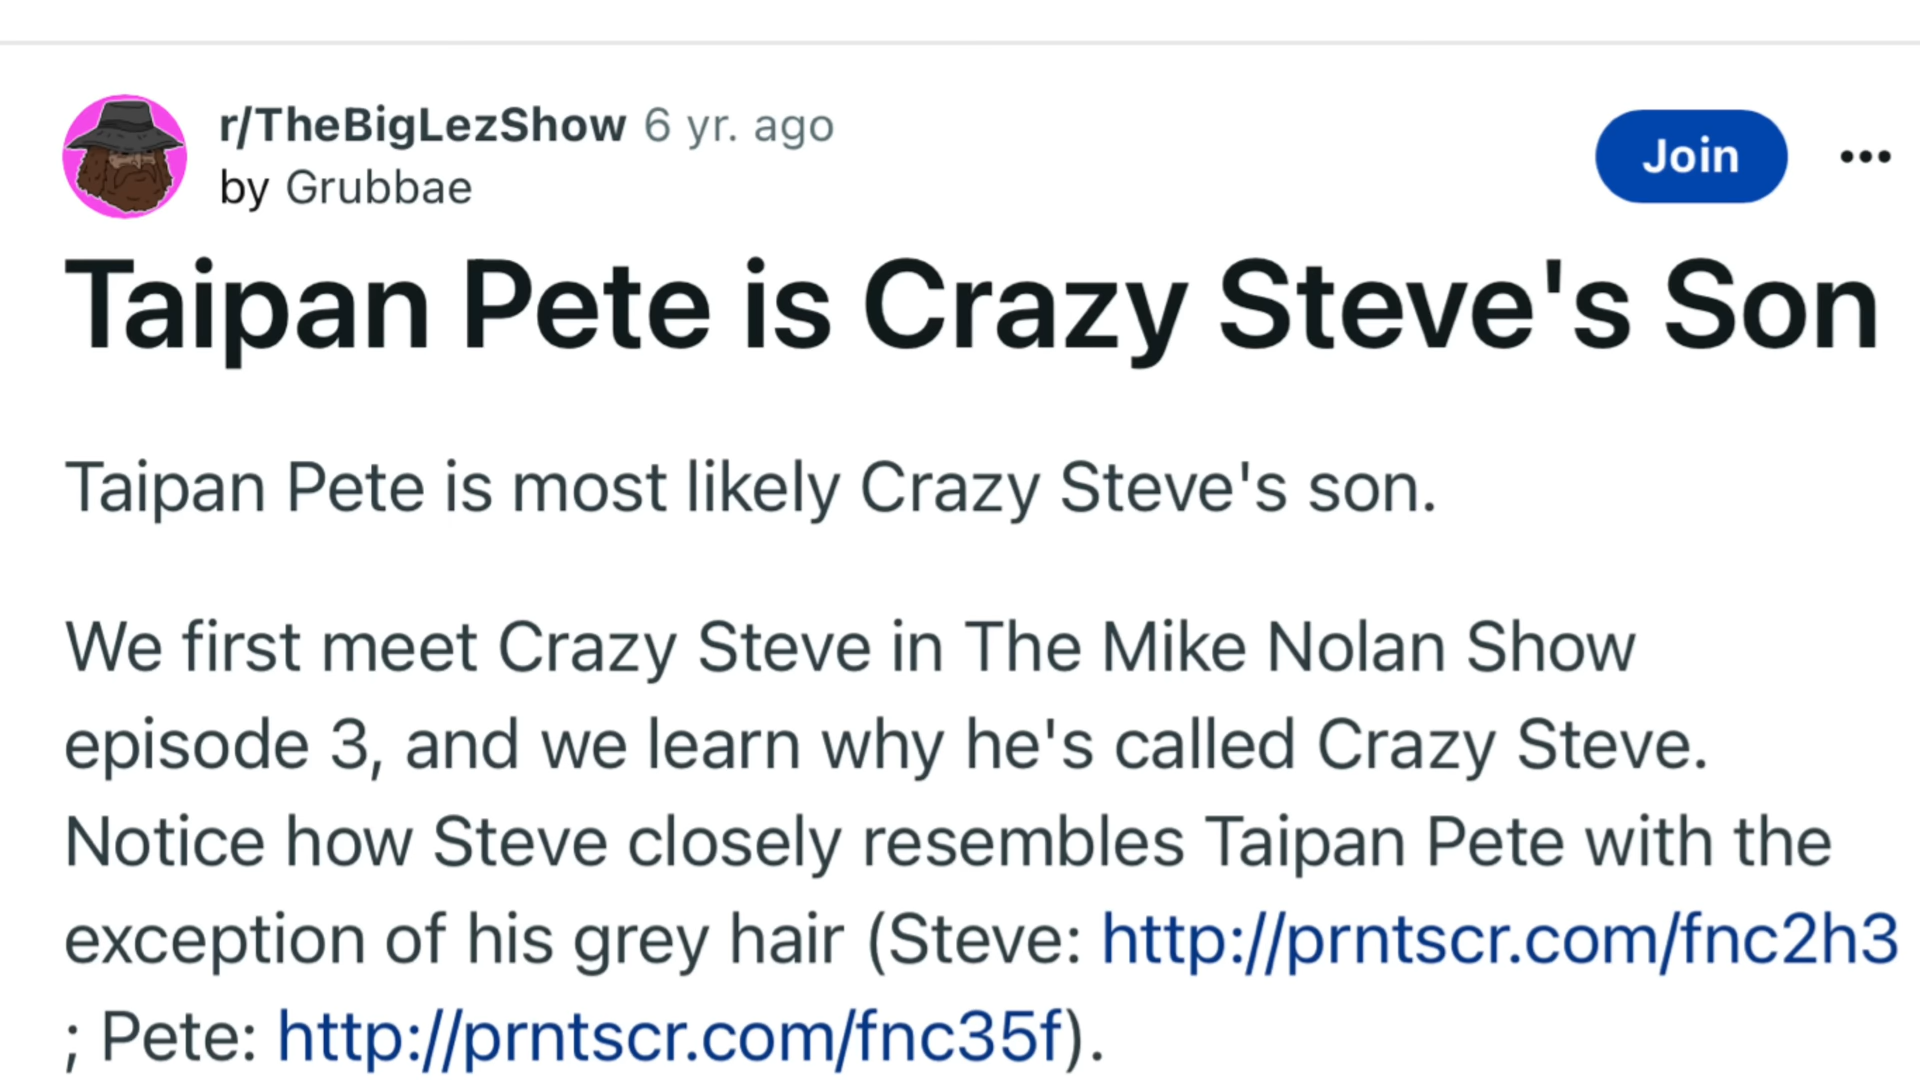 r/TheBigLezShow 6 yr. ago
by Grubbae
Join
Taipan Pete is Crazy Steve's Son
Taipan Pete is most likely Crazy Steve's son.
We first meet Crazy Steve in The Mike Nolan Show
episode 3, and we learn why he's called Crazy Steve.
Notice how Steve closely resembles Taipan Pete with the
exception of his grey hair (Steve: http://prntscr.com/fnc2h3
; Pete: http://prntscr.com/fnc35f).